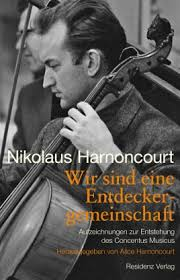 Nikolaus Harnoncourt
Wir sind eine
Entdecker-
gemeinschaft
Aufzeichnungen zur Entstehung
des Concentus Musicus
Herausgegeben von Alice Harnoncourt
Residenz Verlag